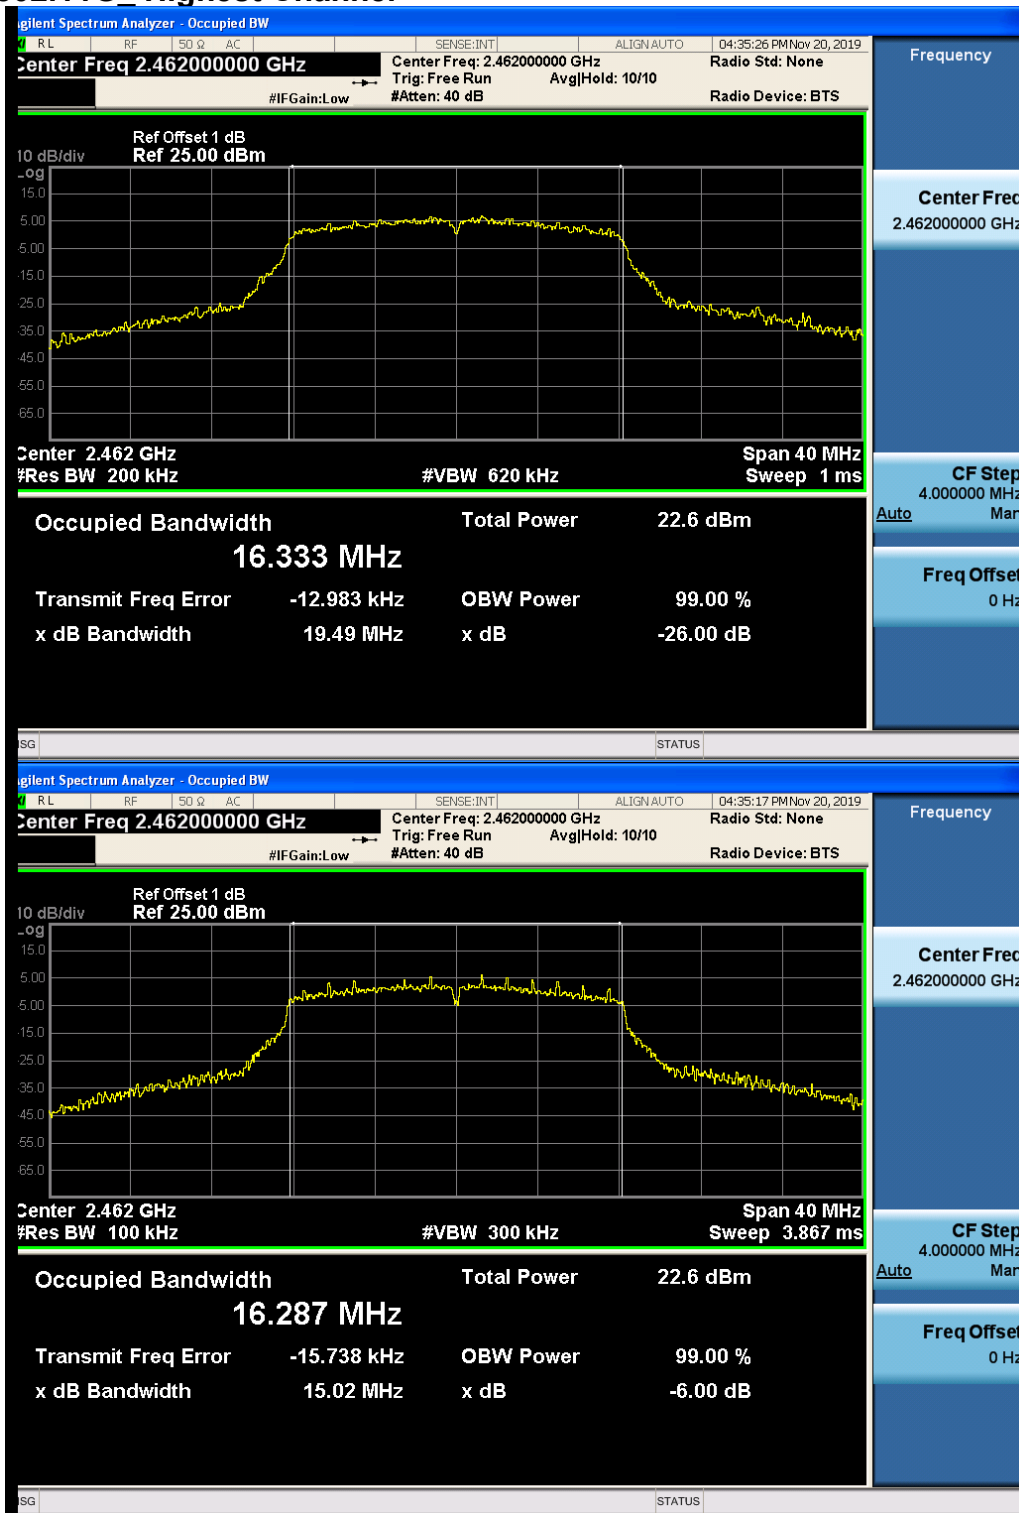 802.11G_ Highest Channel
Agilent Spectrum Analyzer - Occupied BW
RL RF 50 Ω AC SENSE:INT ALIGN AUTO 04:35:26 PM Nov 20, 2019
Center Freq 2.462000000 GHz
Center Freq: 2.462000000 GHz Radio Std: None
Trig: Free Run Avg|Hold: 10/10
#IFGain:Low #Atten: 40 dB Radio Device: BTS
Frequency
Ref Offset 1 dB
10 dB/div Ref 25.00 dBm
Log
15.0
5.00
-5.00
-15.0
-25.0
-35.0
-45.0
-55.0
-65.0
Center 2.462 GHz Span 40 MHz
#Res BW 200 kHz #VBW 620 kHz Sweep 1 ms
Center Freq
2.462000000 GHz
CF Step
4.000000 MHz
Auto Man
Freq Offset
0 Hz
Occupied Bandwidth Total Power 22.6 dBm
16.333 MHz
Transmit Freq Error -12.983 kHz OBW Power 99.00 %
x dB Bandwidth 19.49 MHz x dB -26.00 dB
MSG STATUS
Agilent Spectrum Analyzer - Occupied BW
RL RF 50 Ω AC SENSE:INT ALIGN AUTO 04:35:17 PM Nov 20, 2019
Center Freq 2.462000000 GHz
Center Freq: 2.462000000 GHz Radio Std: None
Trig: Free Run Avg|Hold: 10/10
#IFGain:Low #Atten: 40 dB Radio Device: BTS
Frequency
Ref Offset 1 dB
10 dB/div Ref 25.00 dBm
Log
15.0
5.00
-5.00
-15.0
-25.0
-35.0
-45.0
-55.0
-65.0
Center 2.462 GHz Span 40 MHz
#Res BW 100 kHz #VBW 300 kHz Sweep 3.867 ms
Center Freq
2.462000000 GHz
CF Step
4.000000 MHz
Auto Man
Freq Offset
0 Hz
Occupied Bandwidth Total Power 22.6 dBm
16.287 MHz
Transmit Freq Error -15.738 kHz OBW Power 99.00 %
x dB Bandwidth 15.02 MHz x dB -6.00 dB
MSG STATUS